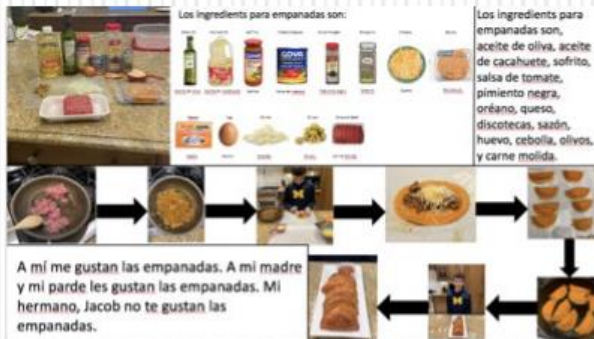 Los ingredients para empanadas son:
Los ingredients para
empanadas son,
aceite de oliva, aceite
de cacahuete, sofrito,
salsa de tomate,
pimiento negra,
oréano, queso,
discotecas, sazón,
huevo, cebolla, olivos,
y carne molida.
GOYA
M
M
A mí me gustan las empanadas. A mi madre
y mi parde les gustan las empanadas. Mi
hermano, Jacob no te gustan las
empanadas.